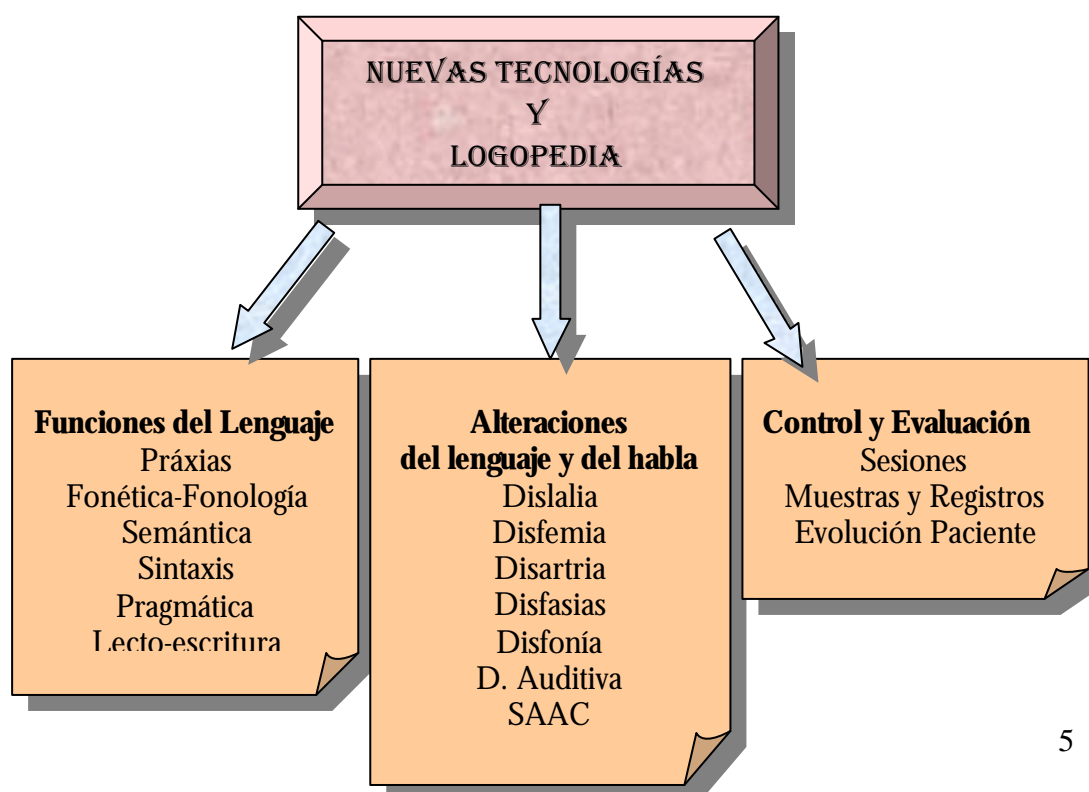 NUEVAS TECNOLOGÍAS
Y
LOGOPEDIA
Funciones del Lenguaje
Práxias
Fonética-Fonología
Semántica
Sintaxis
Pragmática
Lecto-escritura
Alteraciones
del lenguaje y del habla
Dislalia
Disfemia
Disartria
Disfasias
Disfonía
D. Auditiva
SAAC
Control y Evaluación
Sesiones
Muestras y Registros
Evolución Paciente
5